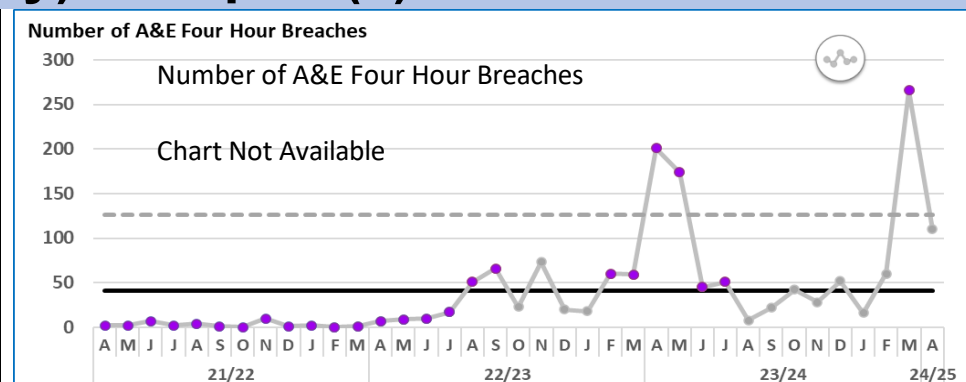 Number of A&E Four Hour Breaches
300
Number of A&E Four Hour Breaches
250
200
Chart Not Available
150
100
50
0
A M J J A S O N D J F M A M J J A S O N D J F M A M J J A S O N D J F M A
21/22 22/23 23/24 24/25